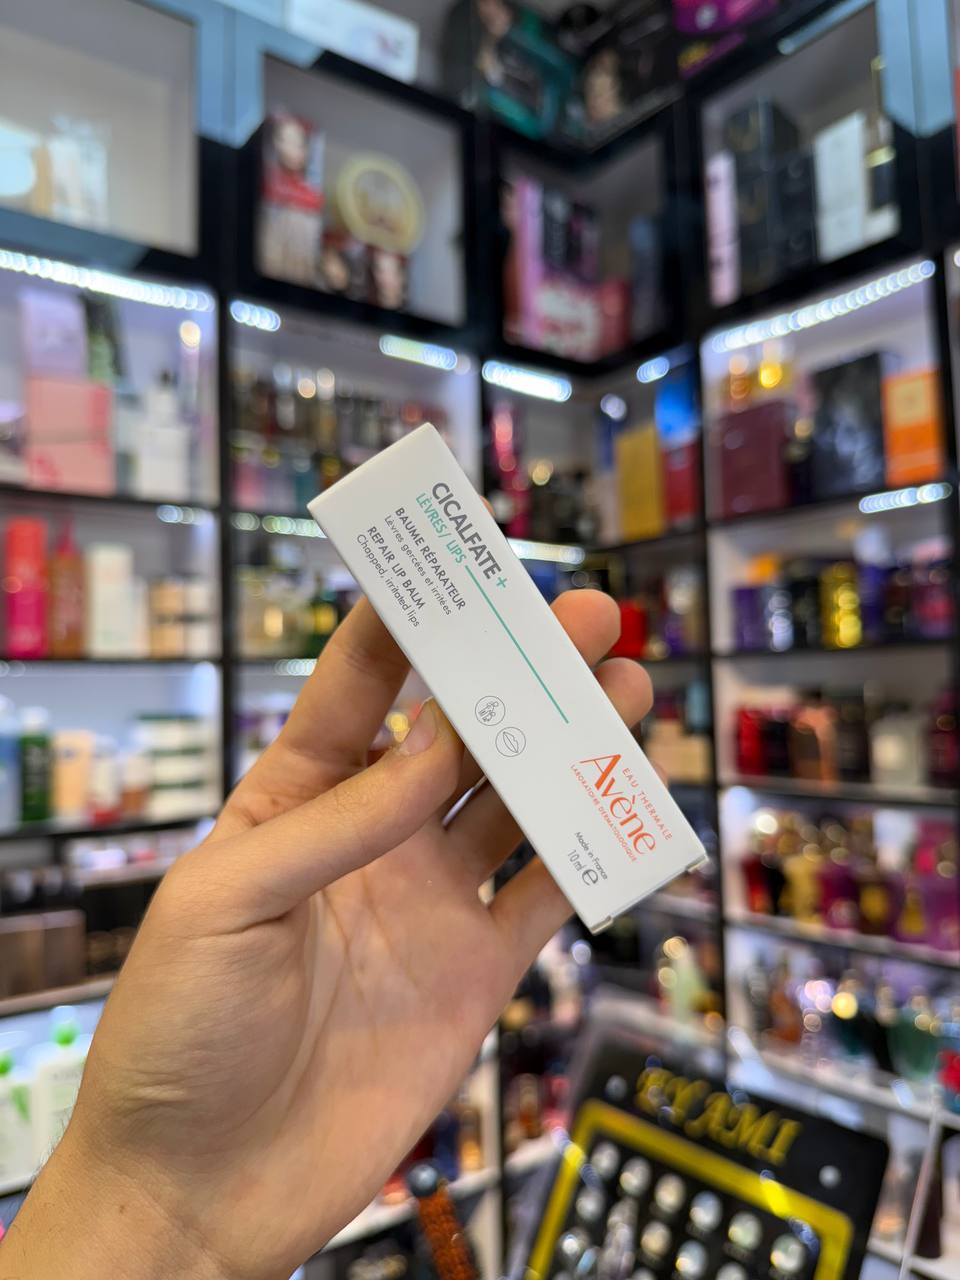 CICALFATE+
LÈVRES/ LIPS
BAUME RÉPARATEUR
Lèvres gercées et irritées
REPAIR LIP BALM
Chapped, irritated lips
EAU THERMALE
Avène
LABORATOIRE DERMATOLOGIQUE
Made in France
10 ml e